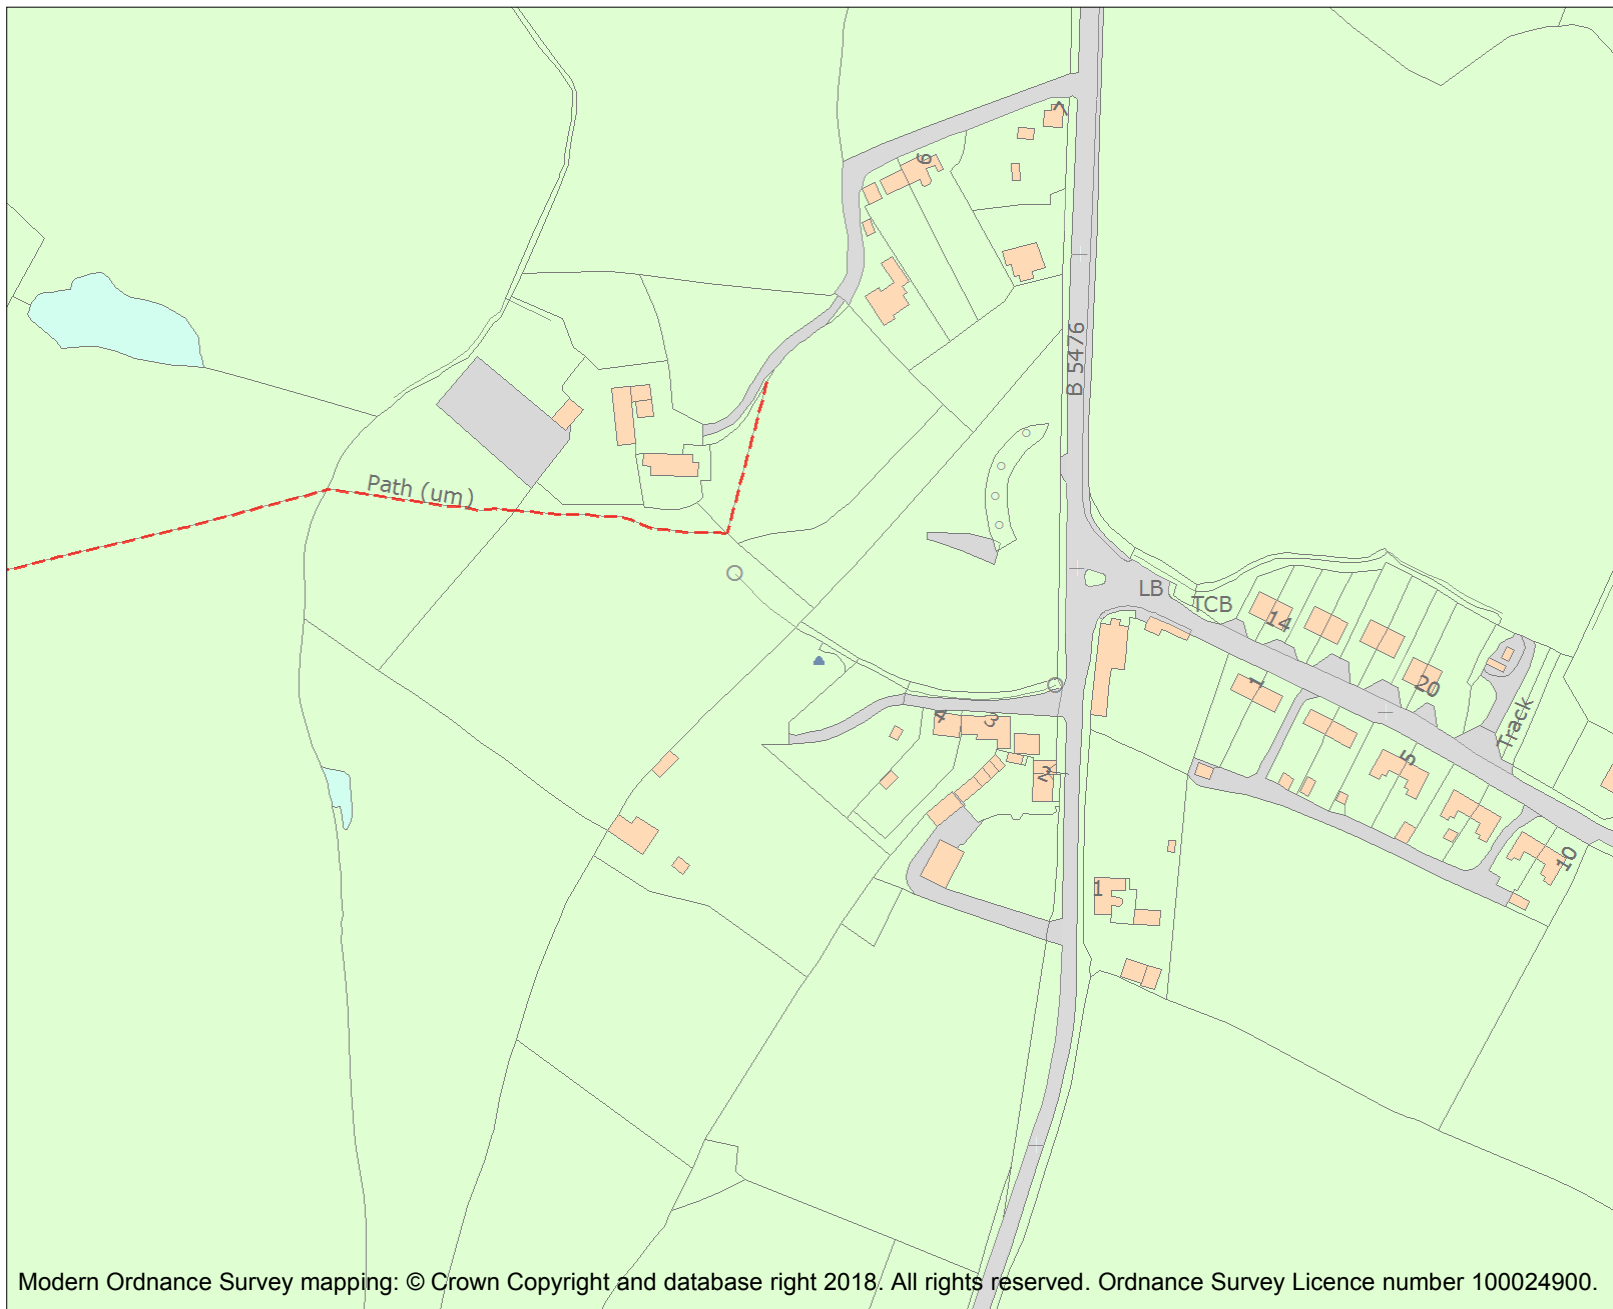 7
6
B 5476
Path (um)
LB
TCB
14
20
1
Track
4
3
2
5
10
1
Modern Ordnance Survey mapping: © Crown Copyright and database right 2018. All rights reserved. Ordnance Survey Licence number 100024900.